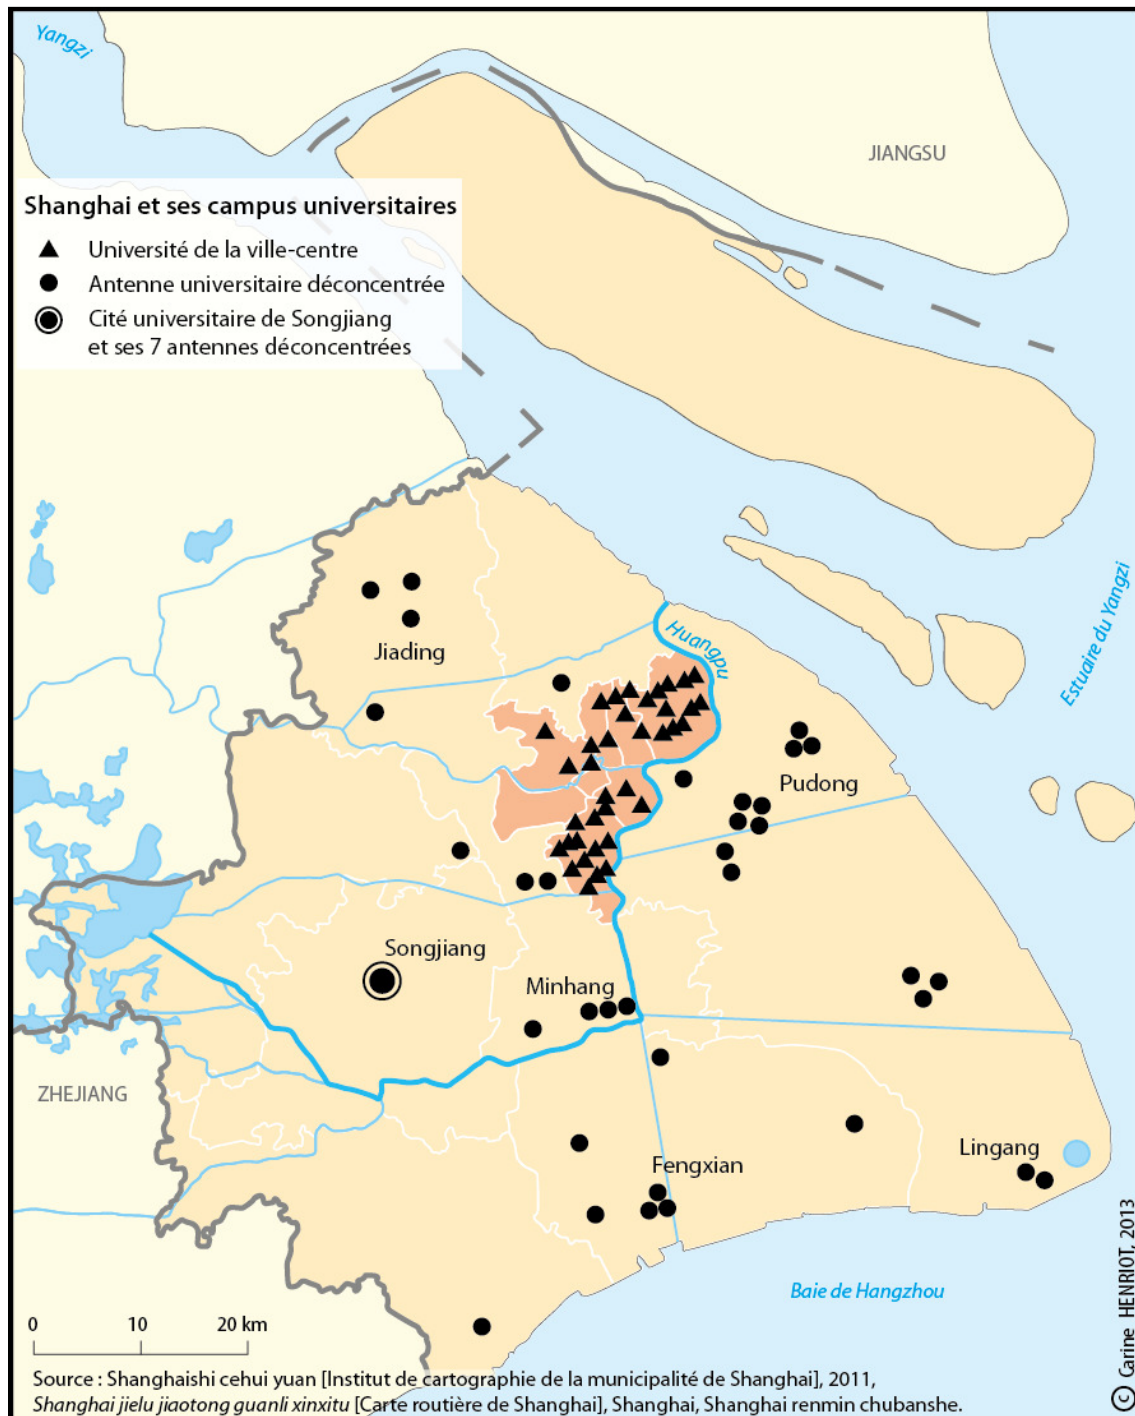 Yangzi
JIANGSU
Shanghai et ses campus universitaires
Université de la ville-centre
Antenne universitaire déconcentrée
Cité universitaire de Songjiang
et ses 7 antennes déconcentrées
Estuaire du Yangzi
Huangpu
Jiading
Pudong
Songjiang
Minhang
ZHEJIANG
Lingang
Fengxian
Baie de Hangzhou
0 10 20 km
Source : Shanghaishi cehui yuan [Institut de cartographie de la municipalité de Shanghai], 2011,
Shanghai jielu jiaotong guanli xinxitu [Carte routière de Shanghai], Shanghai, Shanghai renmin chubanshe.
© Carine HENRIOT, 2013